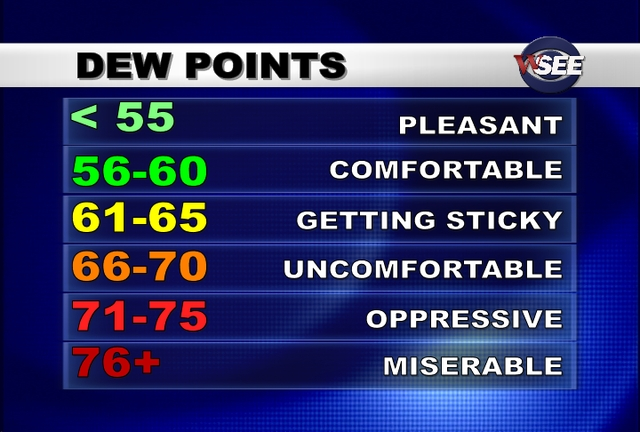 DEW POINTS
WSEE
< 55 PLEASANT
56-60 COMFORTABLE
61-65 GETTING STICKY
66-70 UNCOMFORTABLE
71-75 OPPRESSIVE
76+ MISERABLE